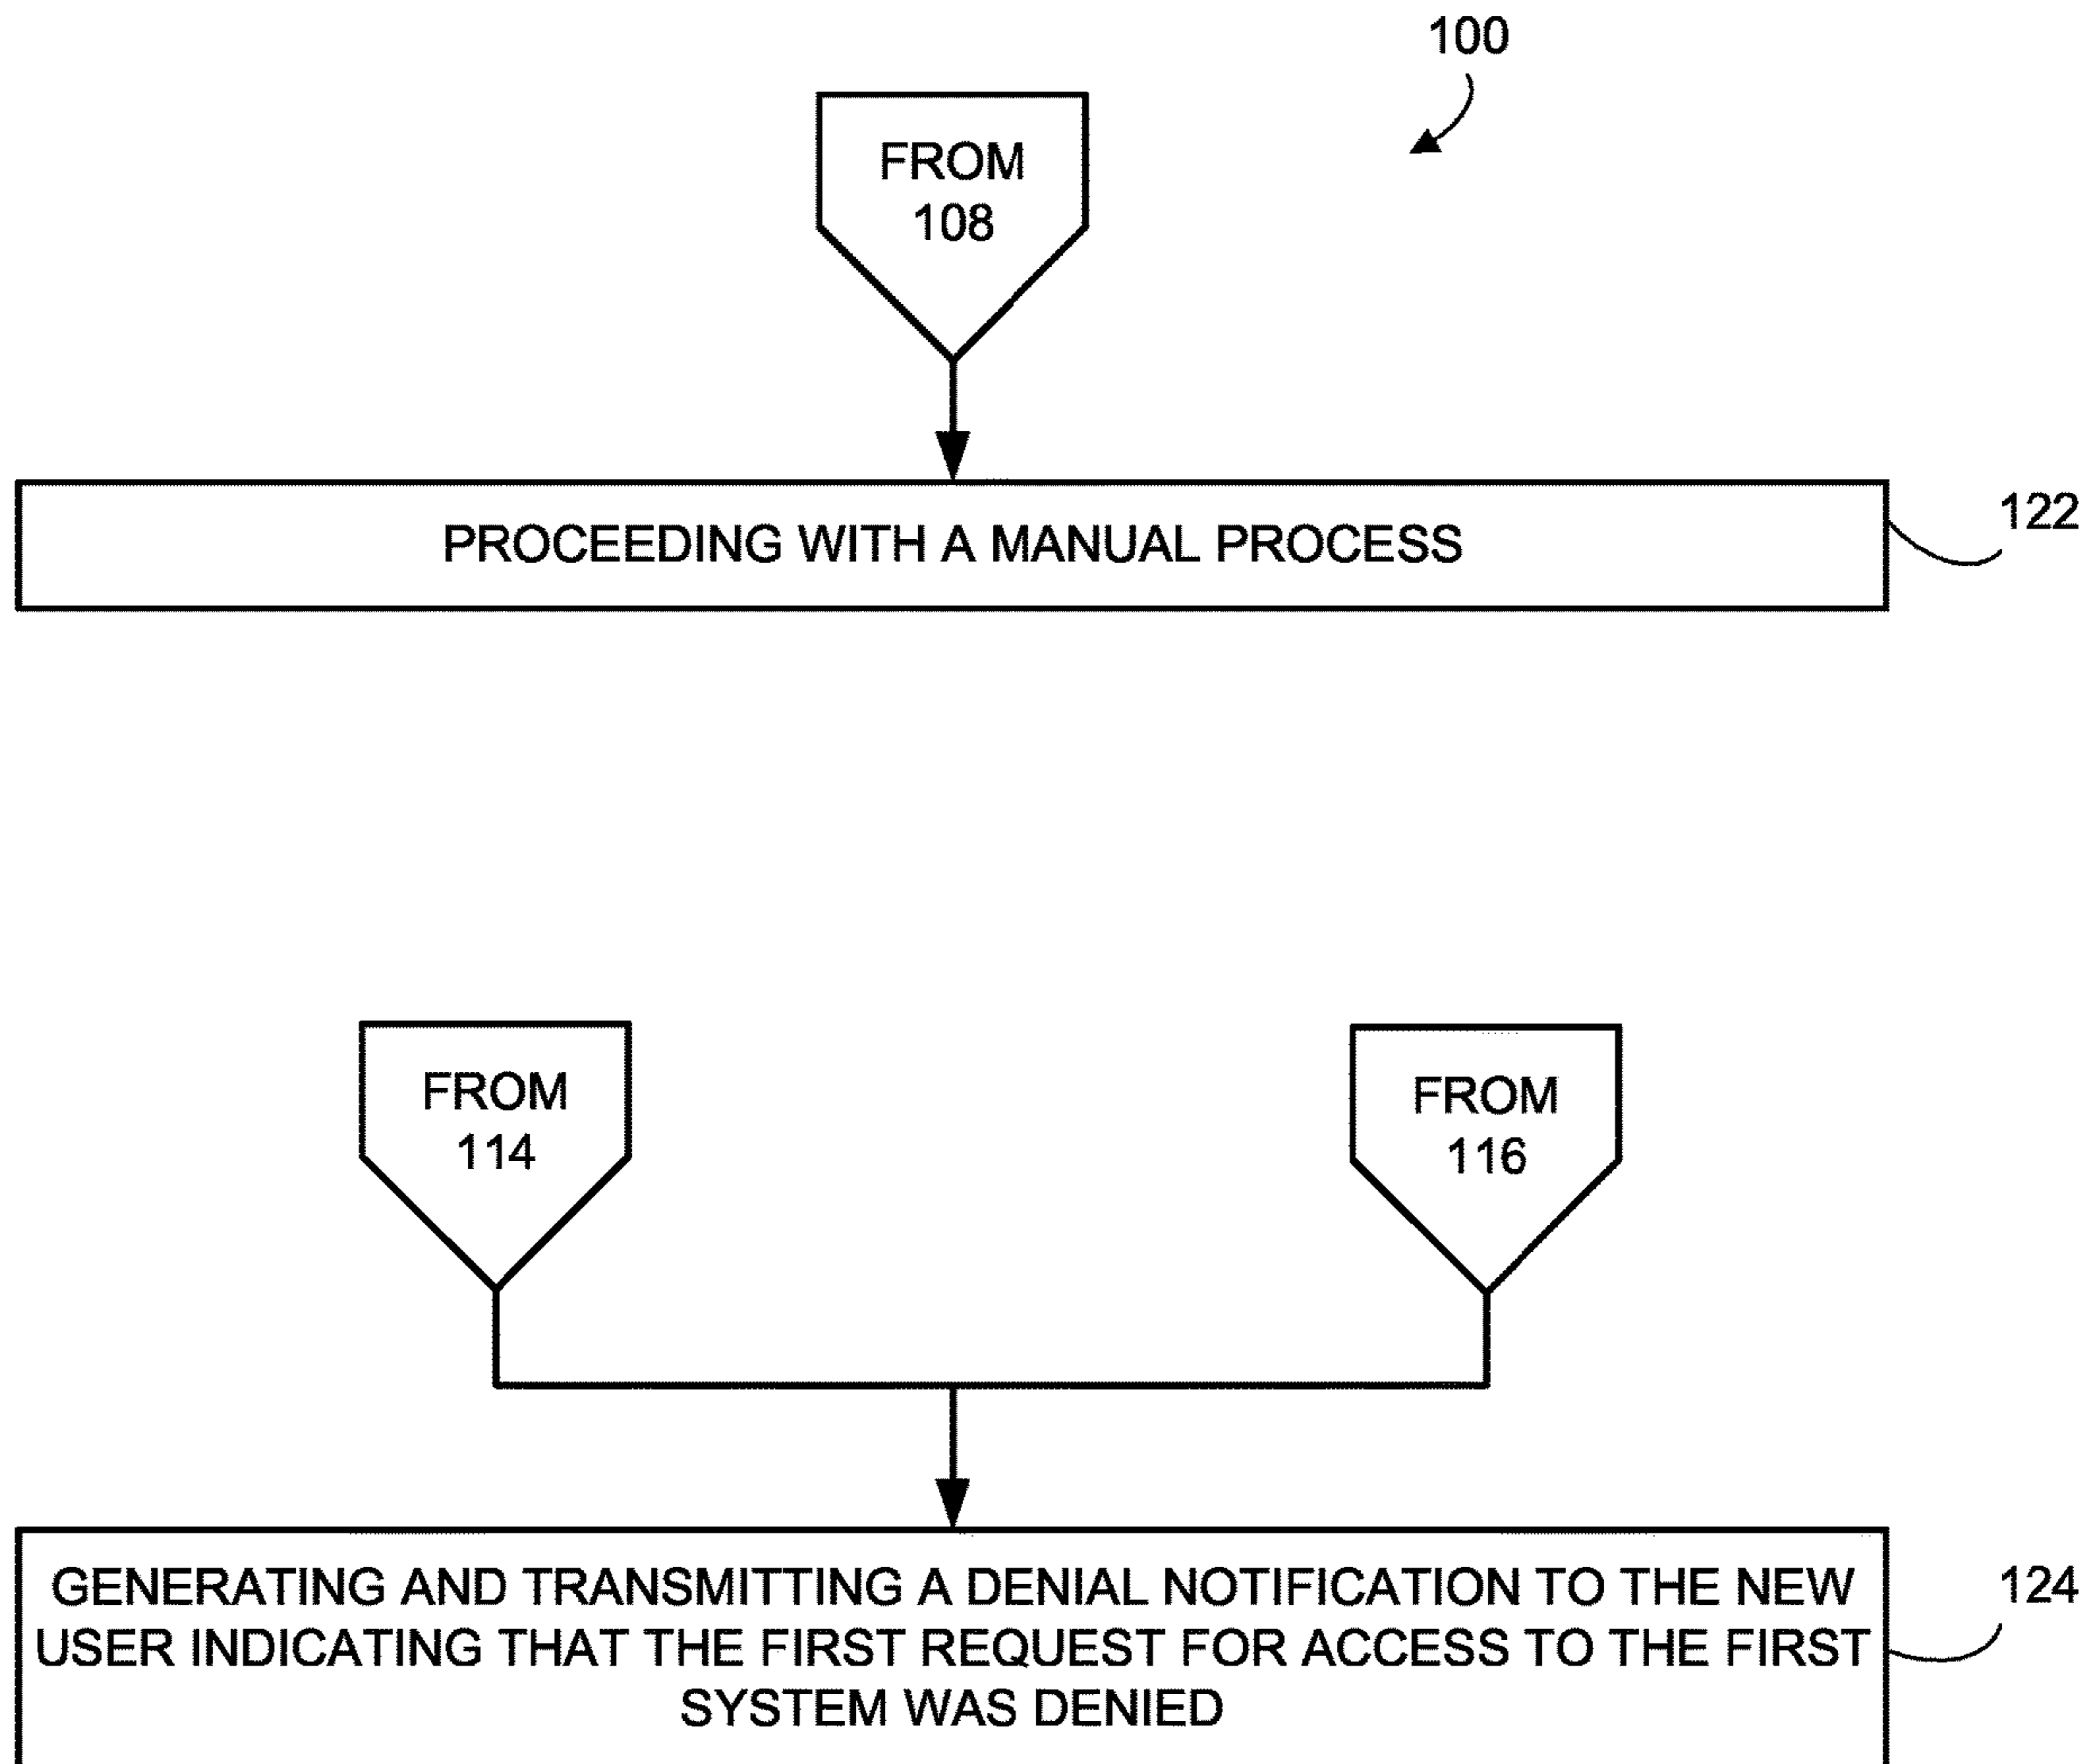 100
FROM
108
PROCEEDING WITH A MANUAL PROCESS
122
FROM
114
FROM
116
GENERATING AND TRANSMITTING A DENIAL NOTIFICATION TO THE NEW
USER INDICATING THAT THE FIRST REQUEST FOR ACCESS TO THE FIRST
SYSTEM WAS DENIED
124